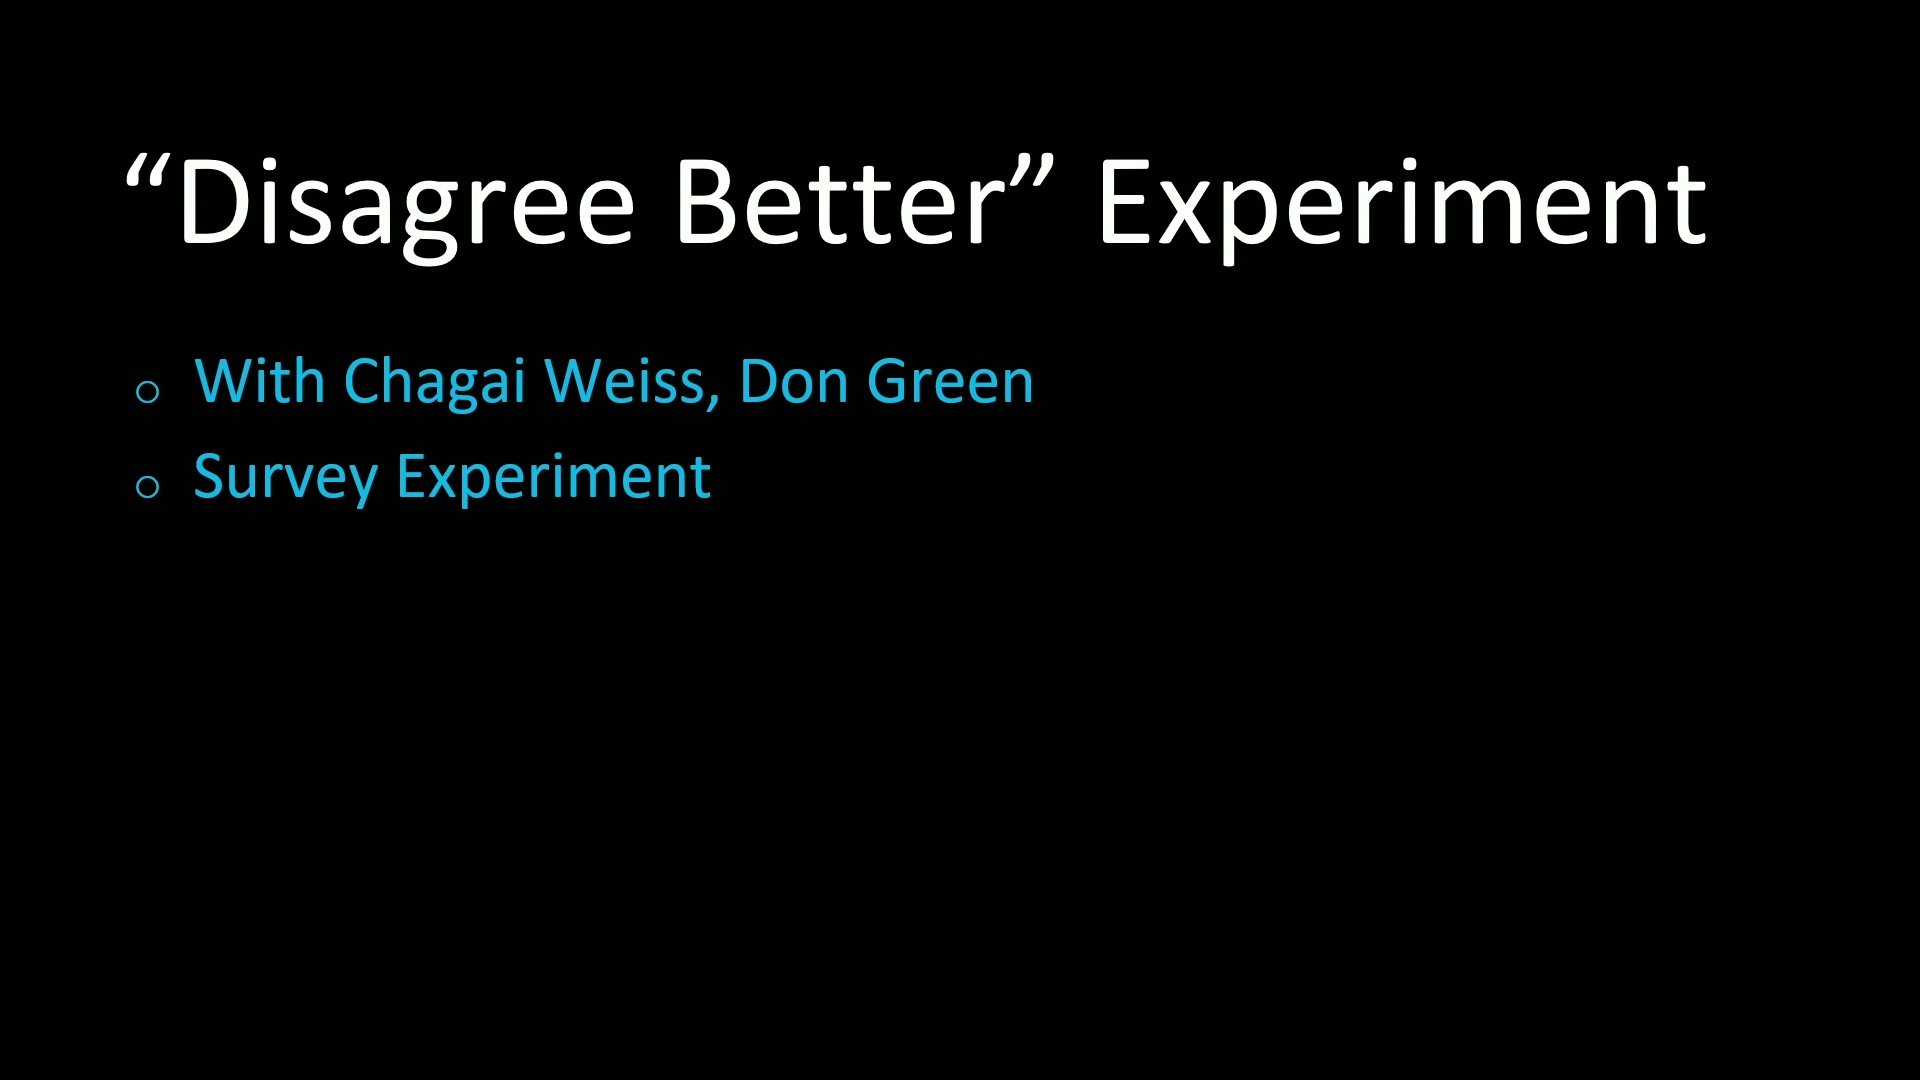 “Disagree Better” Experiment
○ With Chagai Weiss, Don Green
○ Survey Experiment